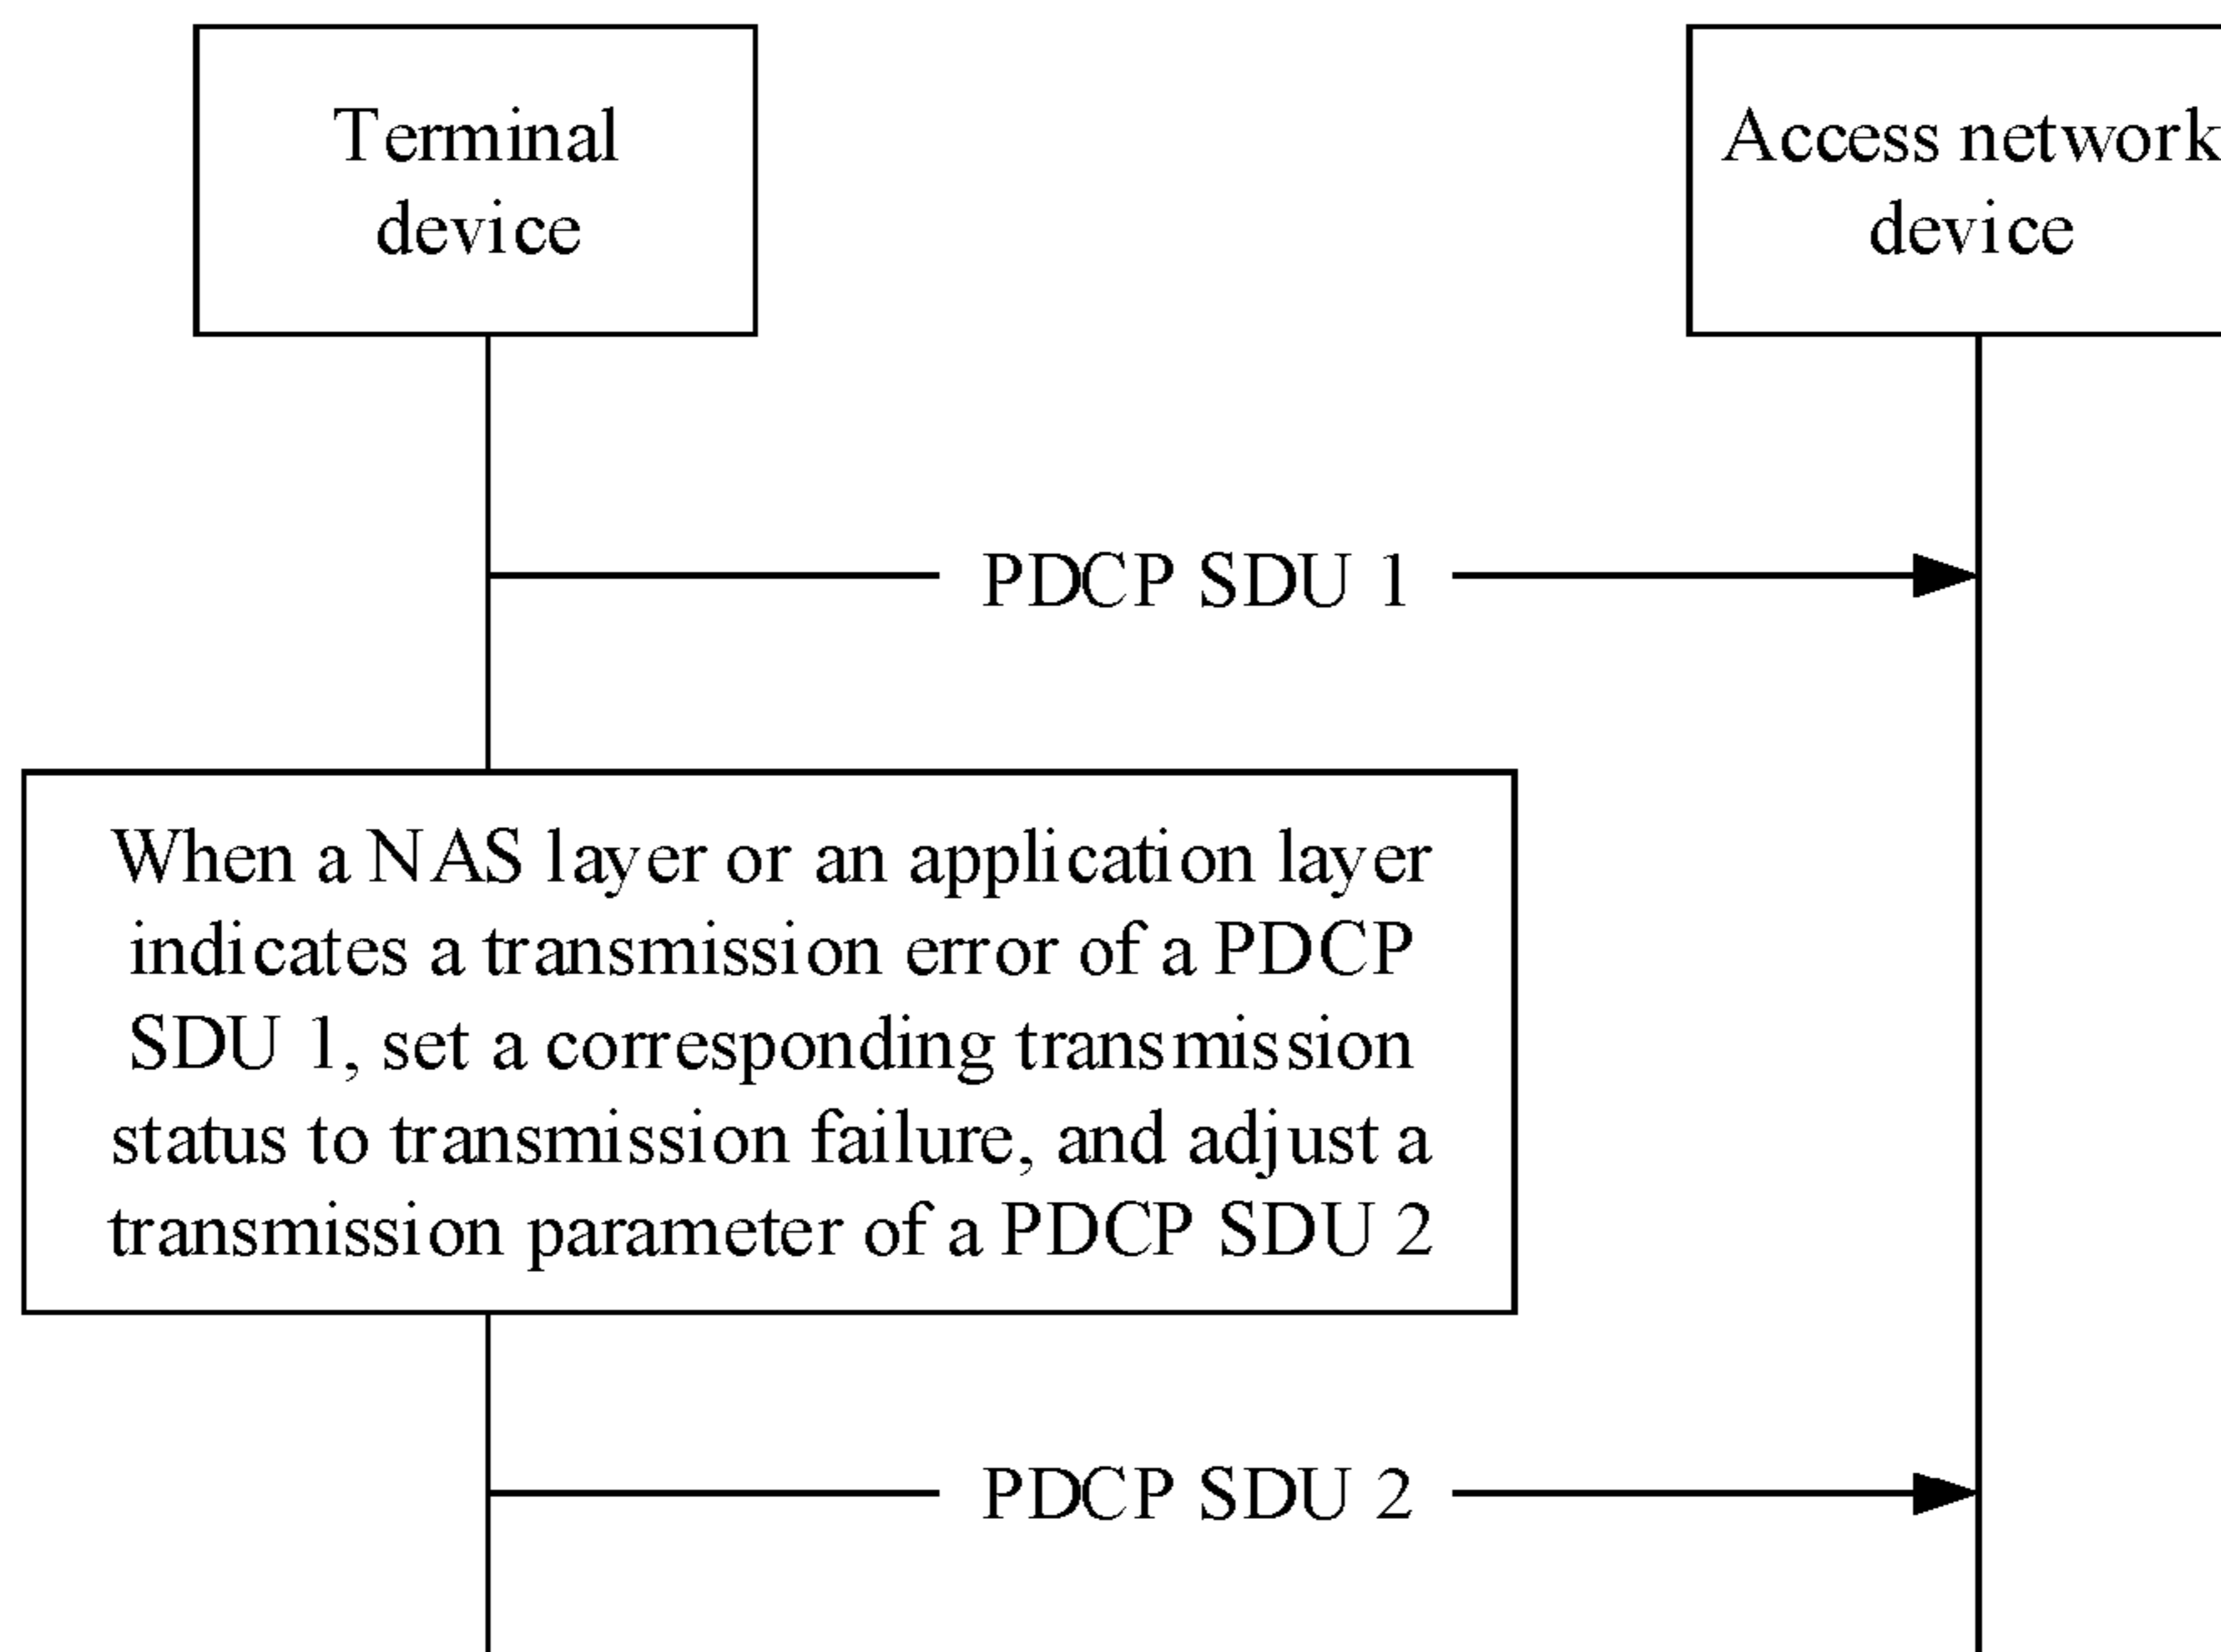 Terminal
device
Access network
device
PDCP SDU 1
When a NAS layer or an application layer
indicates a transmission error of a PDCP
SDU 1, set a corresponding transmission
status to transmission failure, and adjust a
transmission parameter of a PDCP SDU 2
PDCP SDU 2